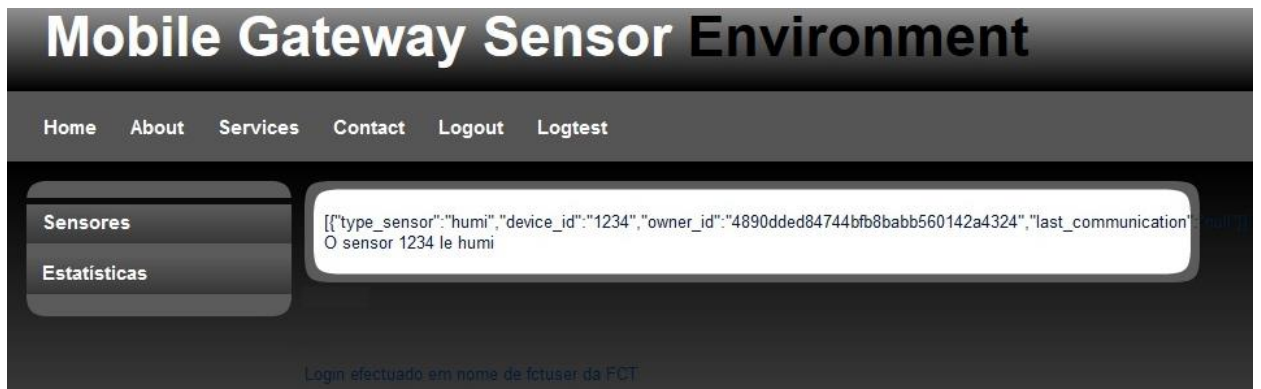 Mobile Gateway Sensor Environment
Home About Services Contact Logout Logtest
Sensores
Estatísticas
[{"type_sensor":"humi","device_id":"1234","owner_id":"4890dded84744bfb8babb560142a4324","last_communication":"null"}]
O sensor 1234 le humi
Login efectuado em nome de fctuser da FCT